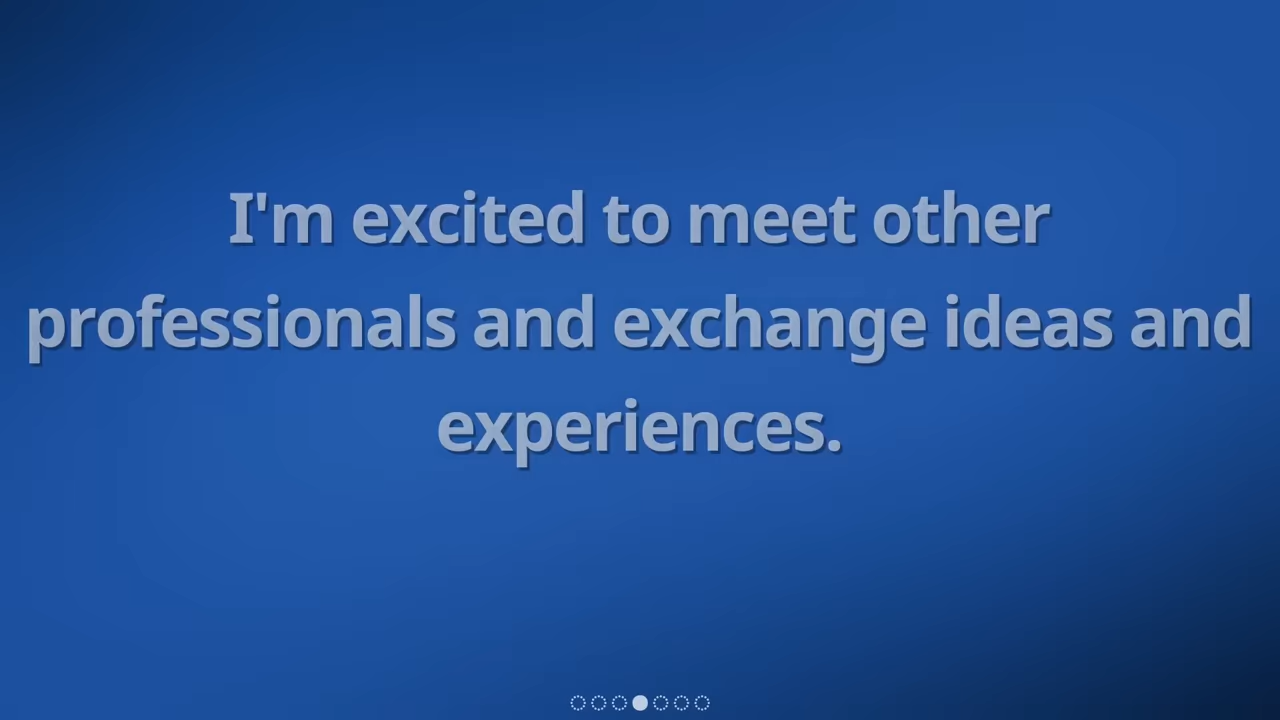 I'm excited to meet other
professionals and exchange ideas and
experiences.